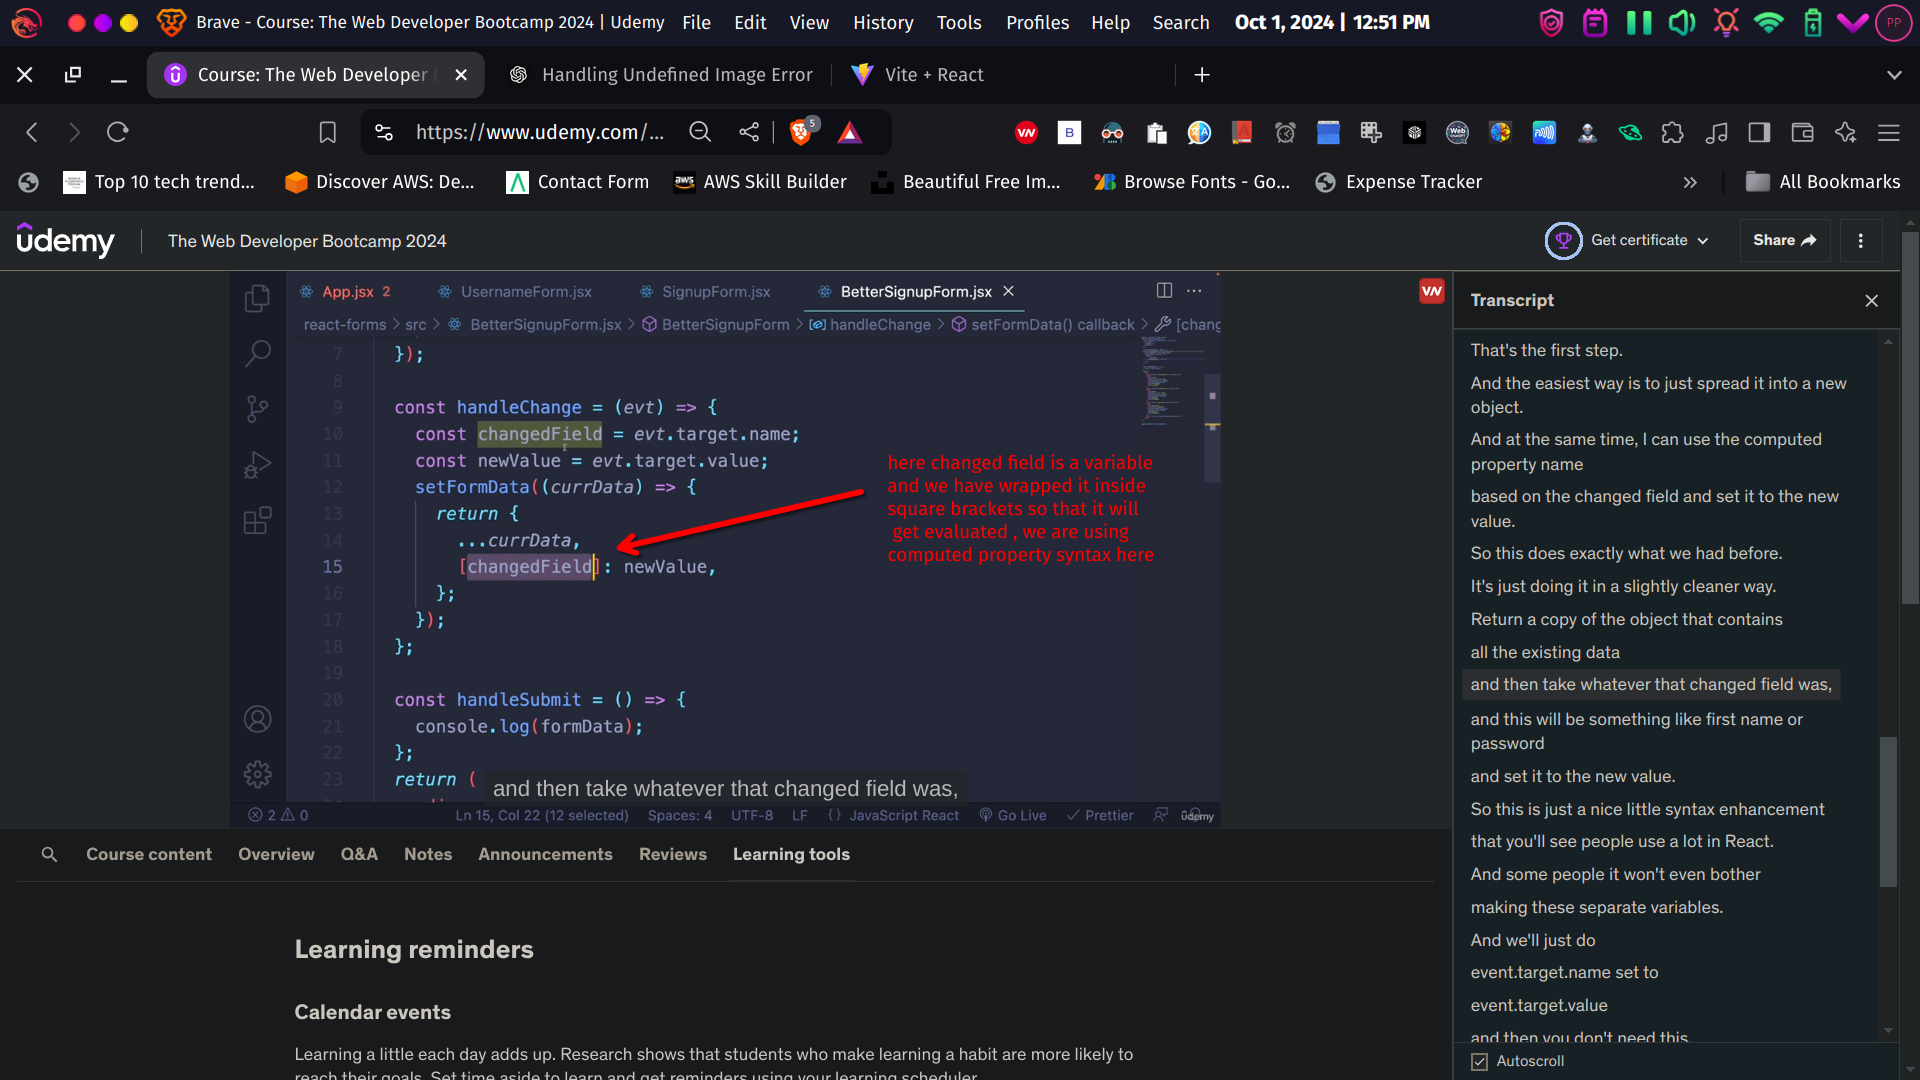 Brave - Course: The Web Developer Bootcamp 2024 | Udemy File Edit View History Tools Profiles Help Search Oct 1, 2024 | 12:51 PM PP
Course: The Web Developer Handling Undefined Image Error Vite + React
https://www.udemy.com/... 5
Top 10 tech trend... Discover AWS: De... Contact Form AWS Skill Builder Beautiful Free Im... Browse Fonts - Go... Expense Tracker All Bookmarks
udemy The Web Developer Bootcamp 2024 Get certificate Share
App.jsx 2 UsernameForm.jsx SignupForm.jsx BetterSignupForm.jsx
react-forms > src > BetterSignupForm.jsx > BetterSignupForm > handleChange > setFormData() callback > [chang
7 });
8
9 const handleChange = (evt) => {
10 const changedField = evt.target.name;
11 const newValue = evt.target.value;
12 setFormData((currData) => {
13 return {
14 ...currData,
15 [changedField]: newValue,
16 };
17 });
18 };
19
20 const handleSubmit = () => {
21 console.log(formData);
22 };
23 return (
here changed field is a variable
and we have wrapped it inside
square brackets so that it will
get evaluated , we are using
computed property syntax here
and then take whatever that changed field was,
2 0 Ln 15, Col 22 (12 selected) Spaces: 4 UTF-8 LF {} JavaScript React Go Live Prettier udemy
Transcript
That's the first step.
And the easiest way is to just spread it into a new
object.
And at the same time, I can use the computed
property name
based on the changed field and set it to the new
value.
So this does exactly what we had before.
It's just doing it in a slightly cleaner way.
Return a copy of the object that contains
all the existing data
and then take whatever that changed field was,
and this will be something like first name or
password
and set it to the new value.
So this is just a nice little syntax enhancement
that you'll see people use a lot in React.
And some people it won't even bother
making these separate variables.
And we'll just do
event.target.name set to
event.target.value
and then you don't need this.
Autoscroll
Course content Overview Q&A Notes Announcements Reviews Learning tools
Learning reminders
Calendar events
Learning a little each day adds up. Research shows that students who make learning a habit are more likely to
reach their goals. Set time aside to learn and get reminders using your learning scheduler.